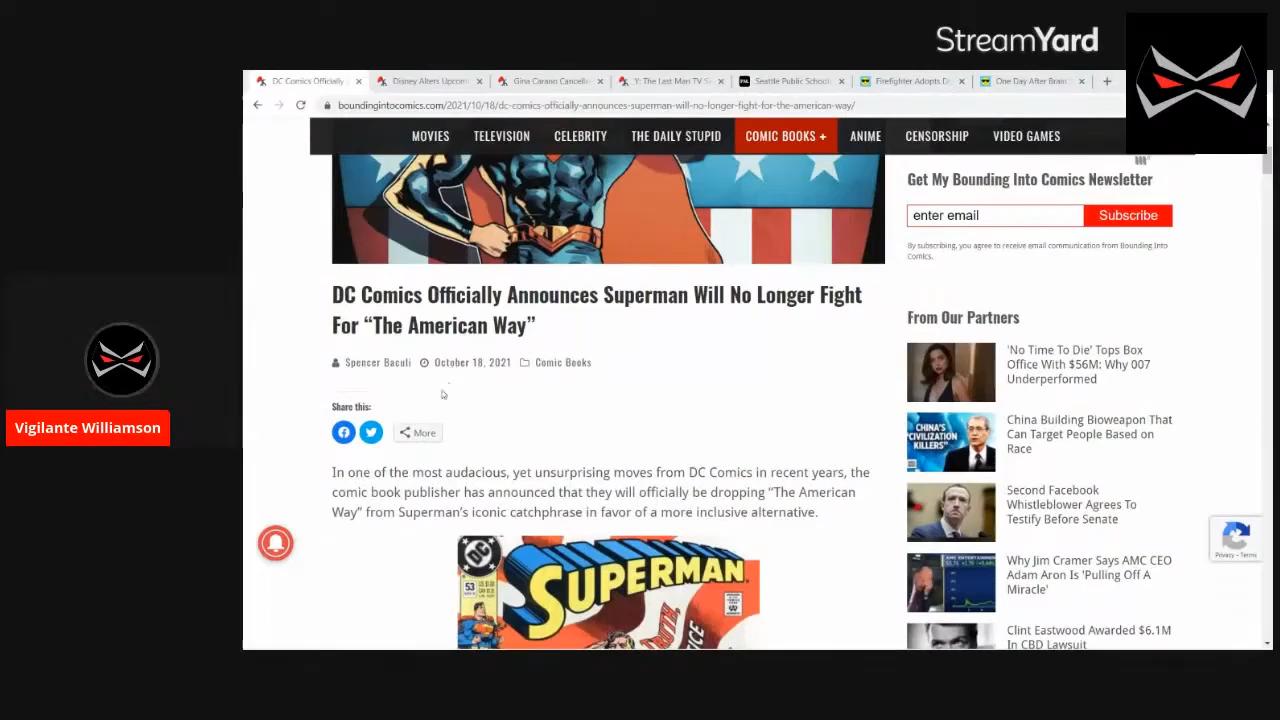 StreamYard
DC Comics Officially
Disney Alters Upcom
Gina Carano Cancelle
Y: The Last Man TV Se
Seattle Public School
Firefighter Adopts D
One Day After Brain
boundingintocomics.com/2021/10/18/dc-comics-officially-announces-superman-will-no-longer-fight-for-the-american-way/
MOVIES TELEVISION CELEBRITY THE DAILY STUPID COMIC BOOKS + ANIME CENSORSHIP VIDEO GAMES
DC Comics Officially Announces Superman Will No Longer Fight
For “The American Way”
Spencer Baculi October 18, 2021 Comic Books
Share this:
More
In one of the most audacious, yet unsurprising moves from DC Comics in recent years, the
comic book publisher has announced that they will officially be dropping “The American
Way” from Superman’s iconic catchphrase in favor of a more inclusive alternative.
DC
53
SUPERMAN
Get My Bounding Into Comics Newsletter
enter email
Subscribe
By subscribing, you agree to receive email communication from Bounding Into
Comics.
From Our Partners
'No Time To Die' Tops Box
Office With $56M: Why 007
Underperformed
CHINA'S
'CIVILIZATION
KILLERS'
China Building Bioweapon That
Can Target People Based on
Race
Second Facebook
Whistleblower Agrees To
Testify Before Senate
Why Jim Cramer Says AMC CEO
Adam Aron Is 'Pulling Off A
Miracle'
Clint Eastwood Awarded $6.1M
In CBD Lawsuit
Privacy - Terms
Vigilante Williamson